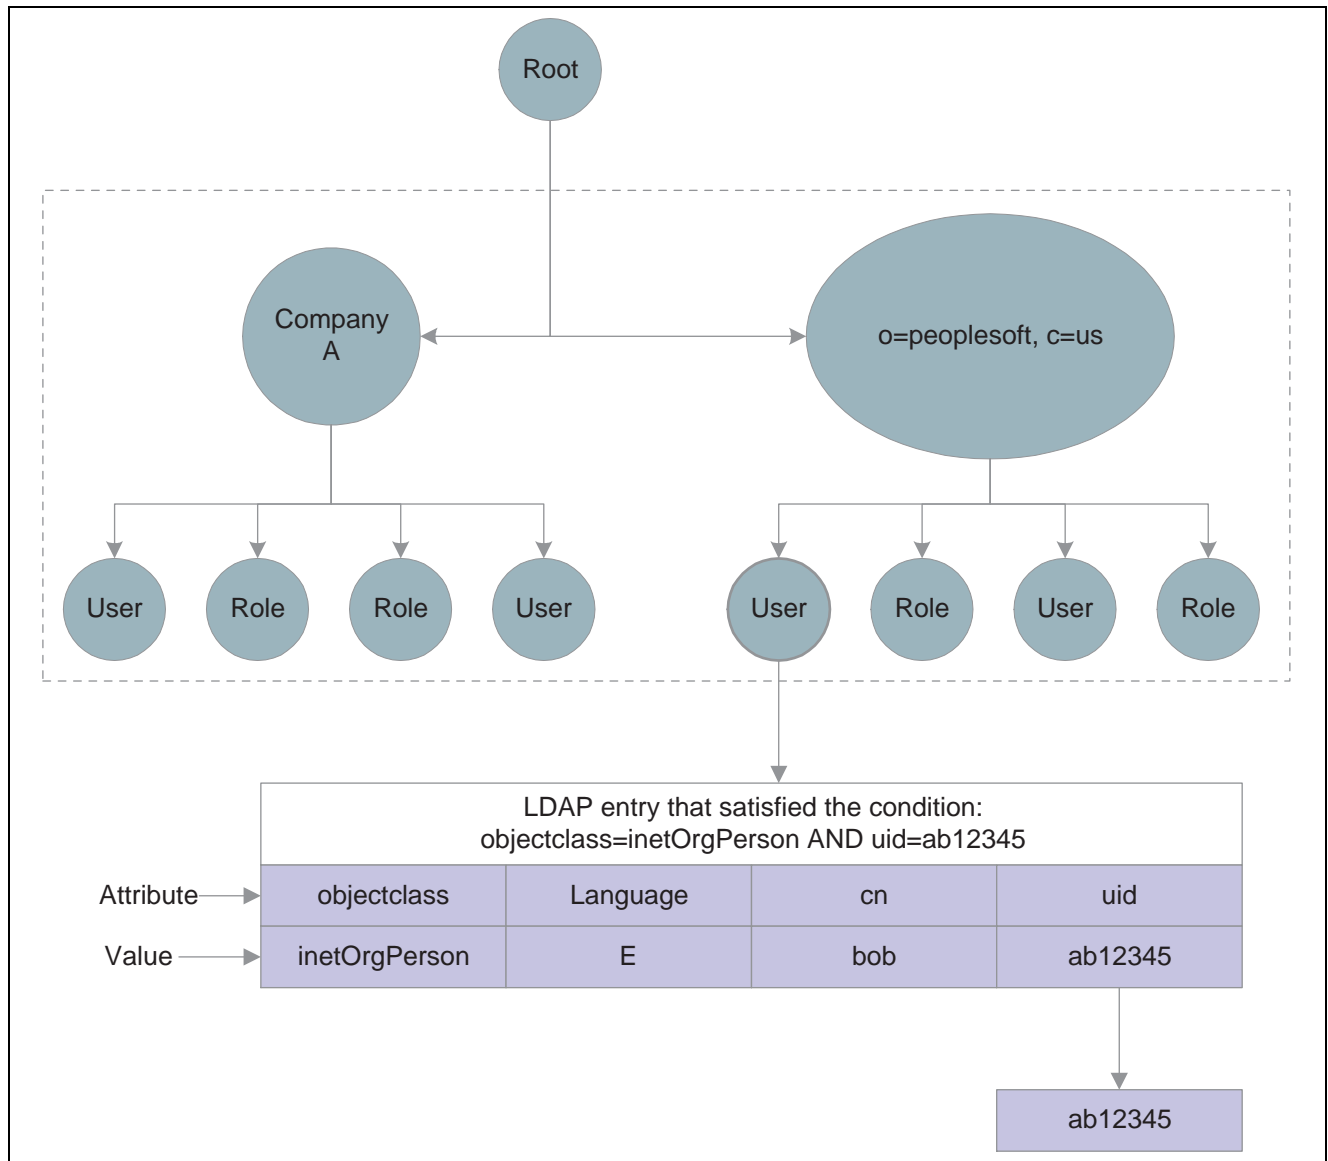 Root
Company
A
o=peoplesoft, c=us
User
Role
Role
User
User
Role
User
Role
LDAP entry that satisfied the condition:
objectclass=inetOrgPerson AND uid=ab12345
Attribute
objectclass
Language
cn
uid
Value
inetOrgPerson
E
bob
ab12345
ab12345